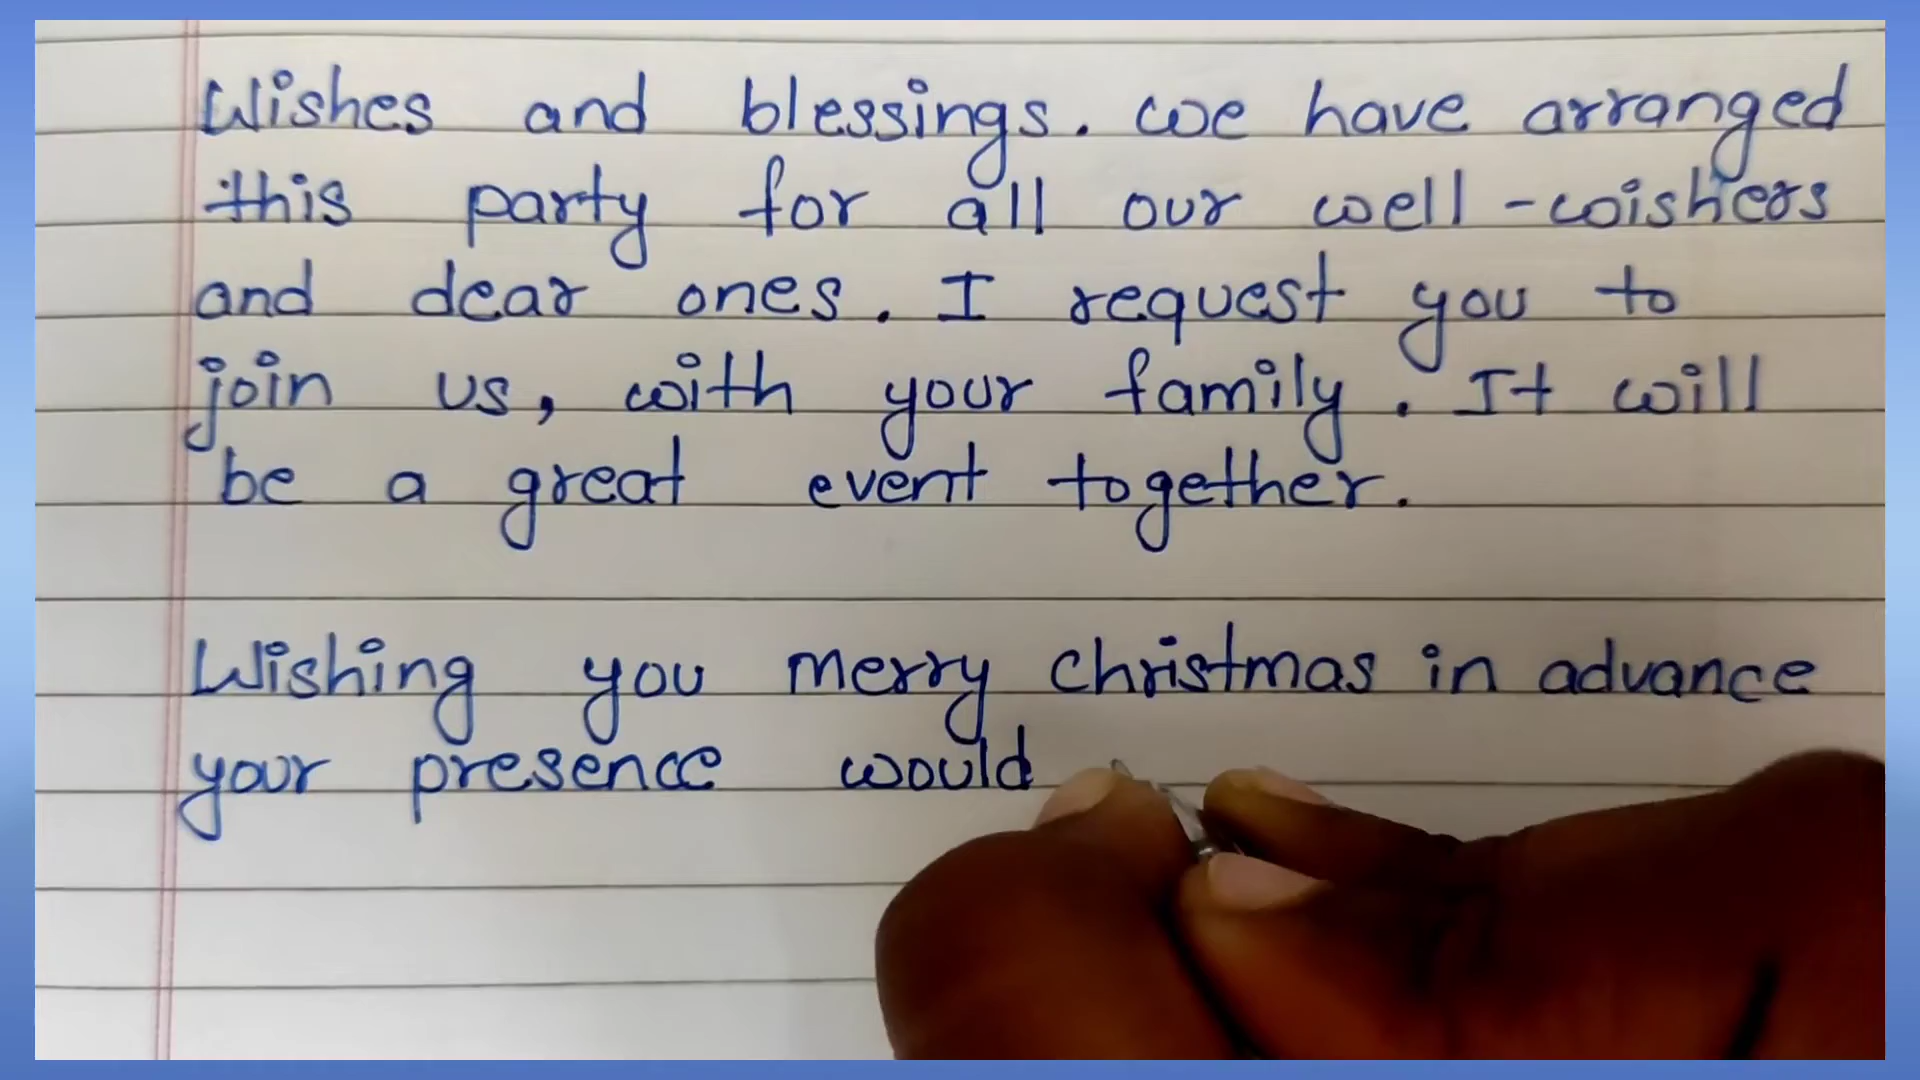 Wishes and blessings. we have arranged
this party for all our well-wishers
and dear ones. I request you to
join us, with your family. It will
be a great event together.
Wishing you merry christmas in advance
your presence would